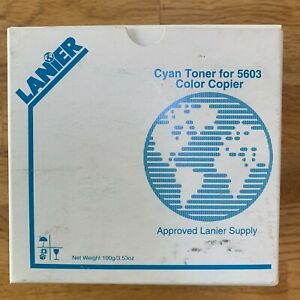 LANIER
Cyan Toner for 5603
Color Copier
Approved Lanier Supply
Net Weight 100g/3.53oz